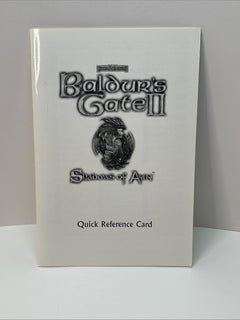 Baldur's
Gate II
Shadows of Amn
Quick Reference Card